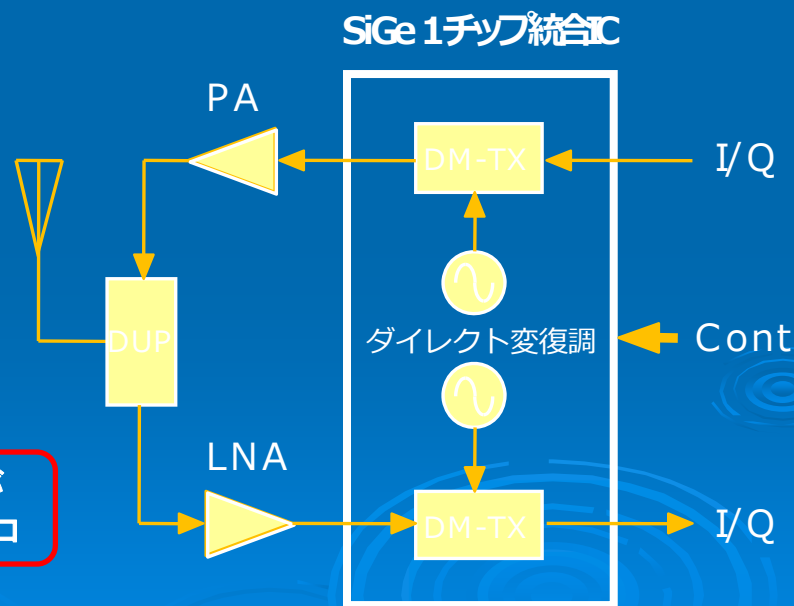 SiGe 1チップ統合IC
PA
DM-TX
I/Q
DUP
ダイレクト変復調
Cont
LNA
DM-TX
I/Q